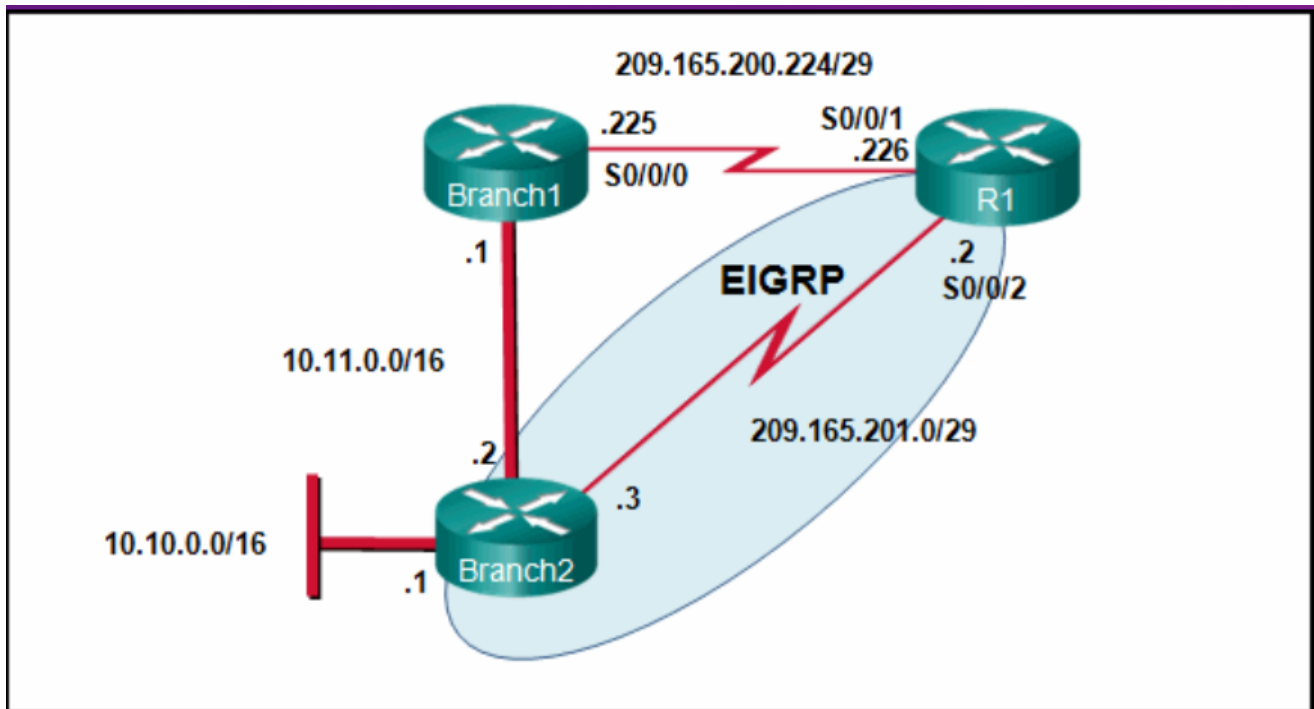 209.165.200.224/29
.225
S0/0/1
.226
S0/0/0
Branch1
R1
.1
.2
EIGRP
S0/0/2
10.11.0.0/16
209.165.201.0/29
.2
.3
10.10.0.0/16
Branch2
.1